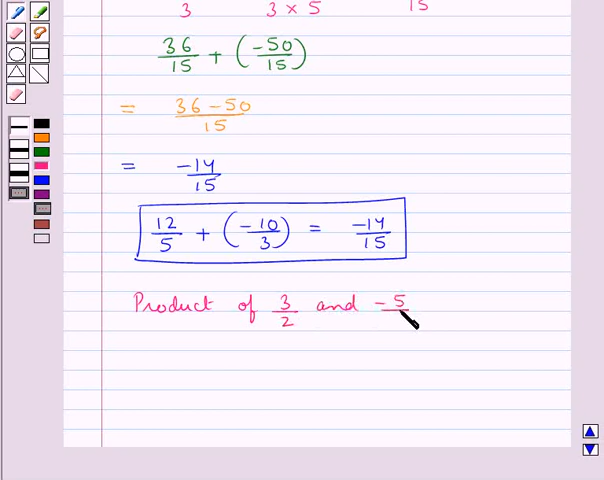 3 3 × 5 15
36/15 + (-50/15)
= 36 - 50/15
= -14/15
12/5 + (-10/3) = -14/15
Product of 3/2 and -5